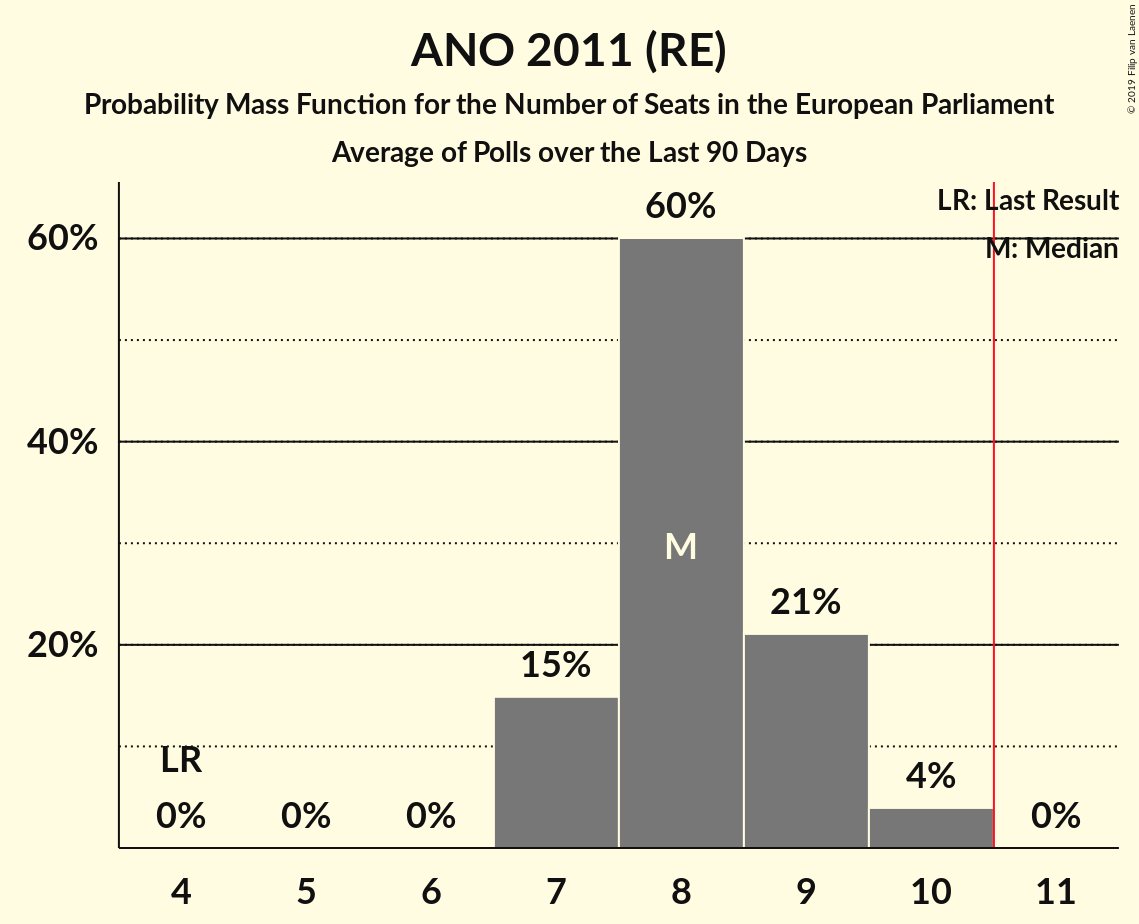 ANO 2011 (RE)
Probability Mass Function for the Number of Seats in the European Parliament
Average of Polls over the Last 90 Days
© 2019 Filip van Laenen
LR: Last Result
M: Median
60%
40%
20%
LR
0%
0%
0%
15%
60%
M
21%
4%
0%
4
5
6
7
8
9
10
11